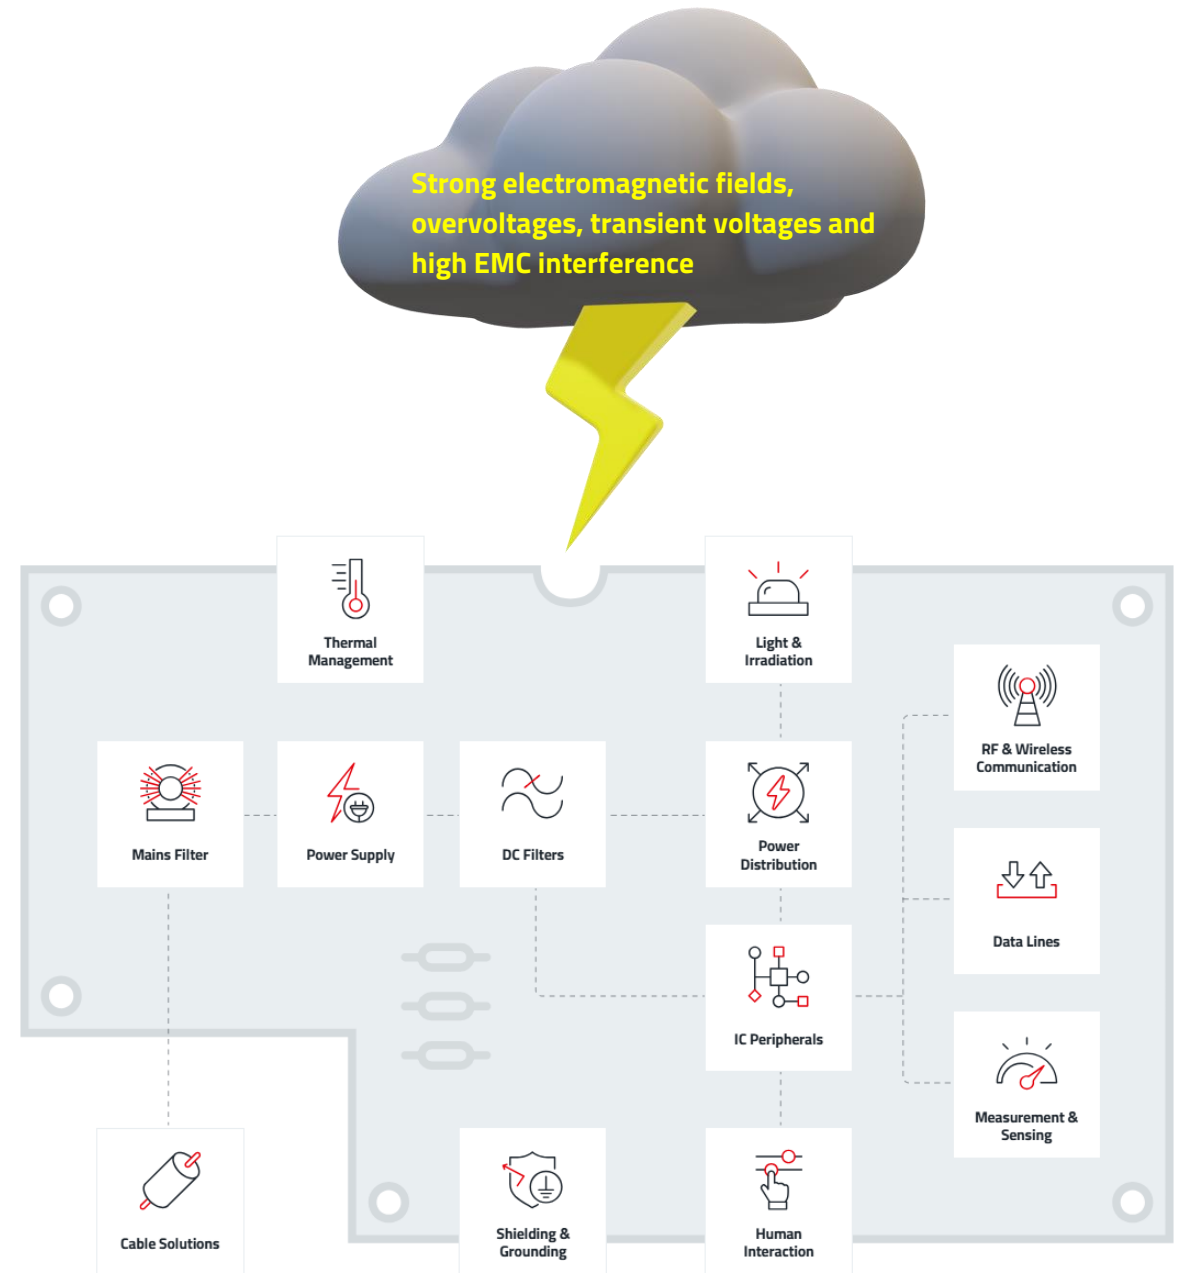 Strong electromagnetic fields,
overvoltages, transient voltages and
high EMC interference
Thermal
Management
Light &
Irradiation
RF & Wireless
Communication
Mains Filter
Power Supply
DC Filters
Power
Distribution
Data Lines
IC Peripherals
Measurement &
Sensing
Cable Solutions
Shielding &
Grounding
Human
Interaction